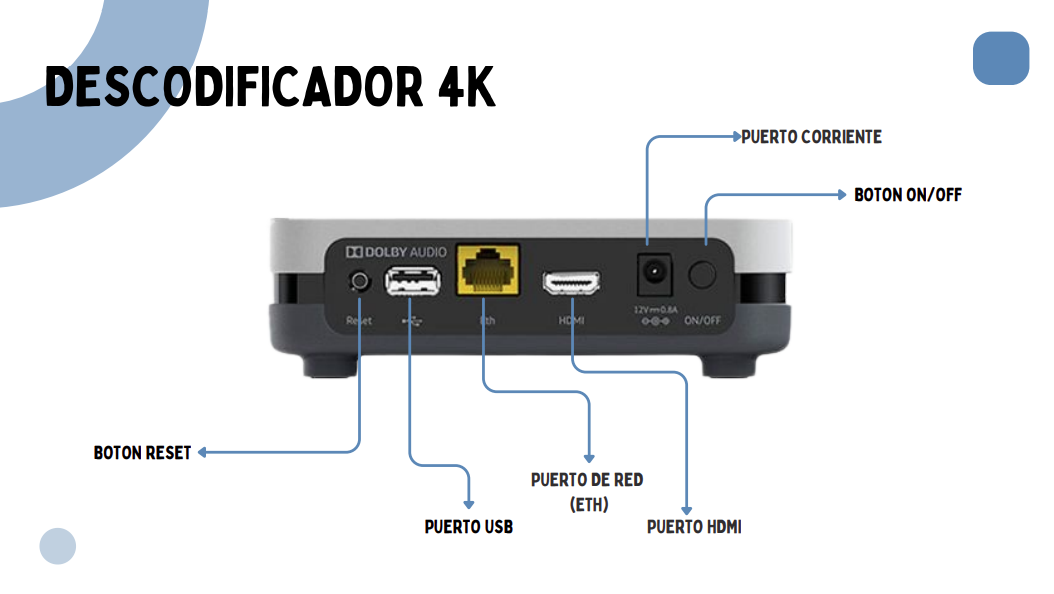 DESCODIFICADOR 4K
PUERTO CORRIENTE
BOTON ON/OFF
DOLBY AUDIO
Reset
Eth
HDMI
12V⎓0.8A
ON/OFF
BOTON RESET
PUERTO USB
PUERTO DE RED
(ETH)
PUERTO HDMI